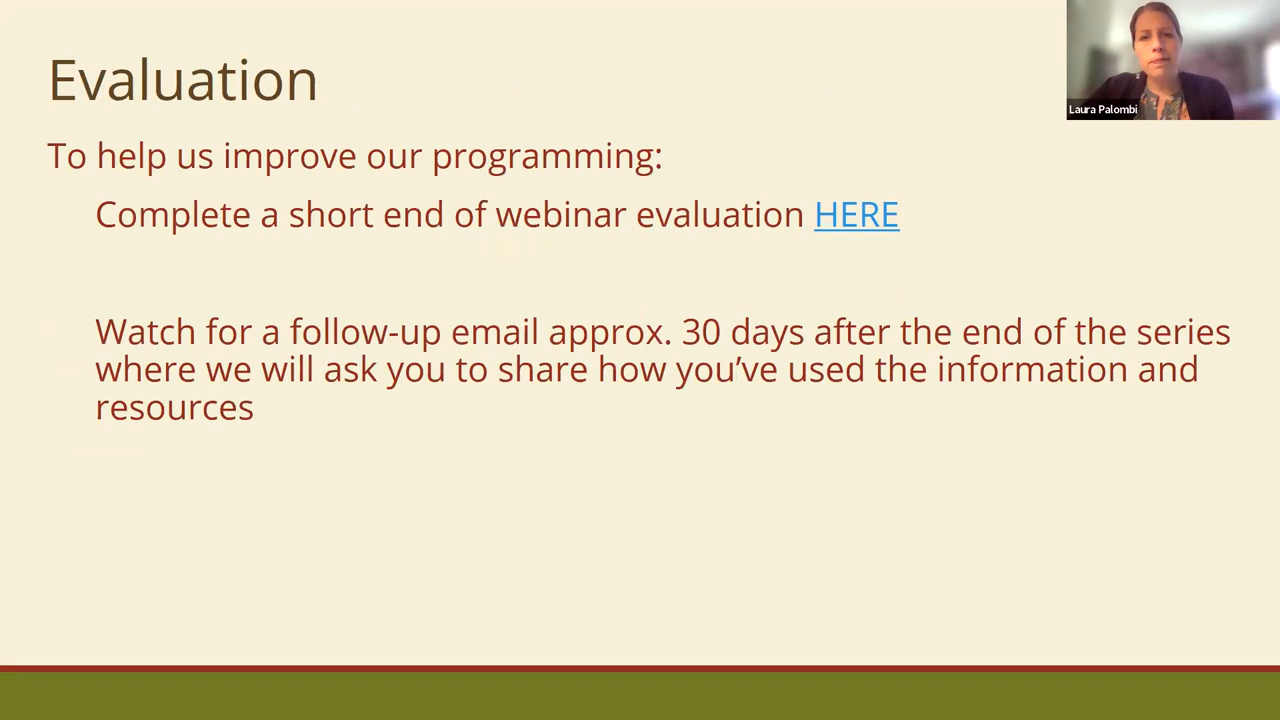 Evaluation
Laura Palombi
To help us improve our programming:
Complete a short end of webinar evaluation HERE
Watch for a follow-up email approx. 30 days after the end of the series
where we will ask you to share how you’ve used the information and
resources